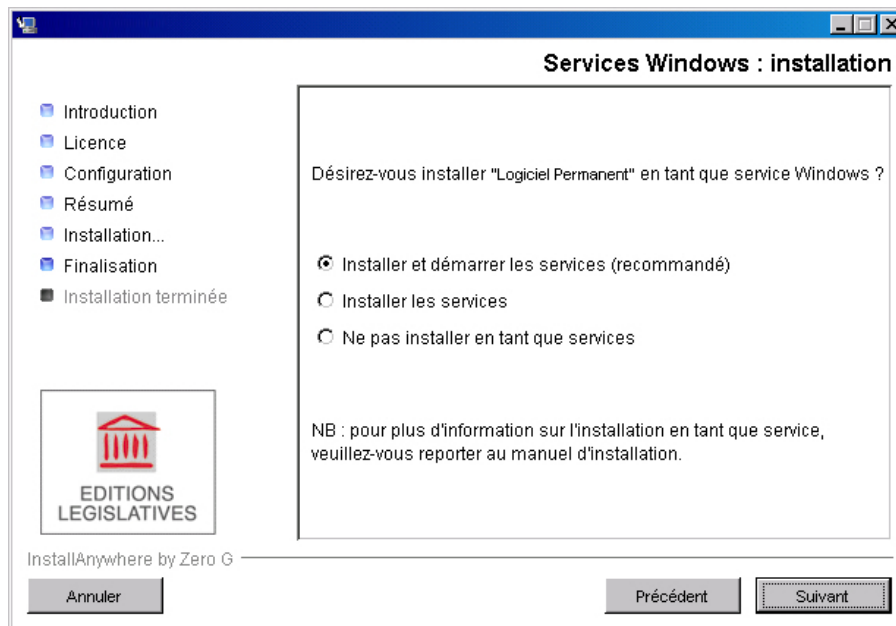 Services Windows : installation
Introduction
Licence
Configuration
Résumé
Installation...
Finalisation
Installation terminée
Désirez-vous installer "Logiciel Permanent" en tant que service Windows ?
Installer et démarrer les services (recommandé)
Installer les services
Ne pas installer en tant que services
NB : pour plus d'information sur l'installation en tant que service,
veuillez-vous reporter au manuel d'installation.
EDITIONS
LEGISLATIVES
InstallAnywhere by Zero G
Annuler
Précédent
Suivant